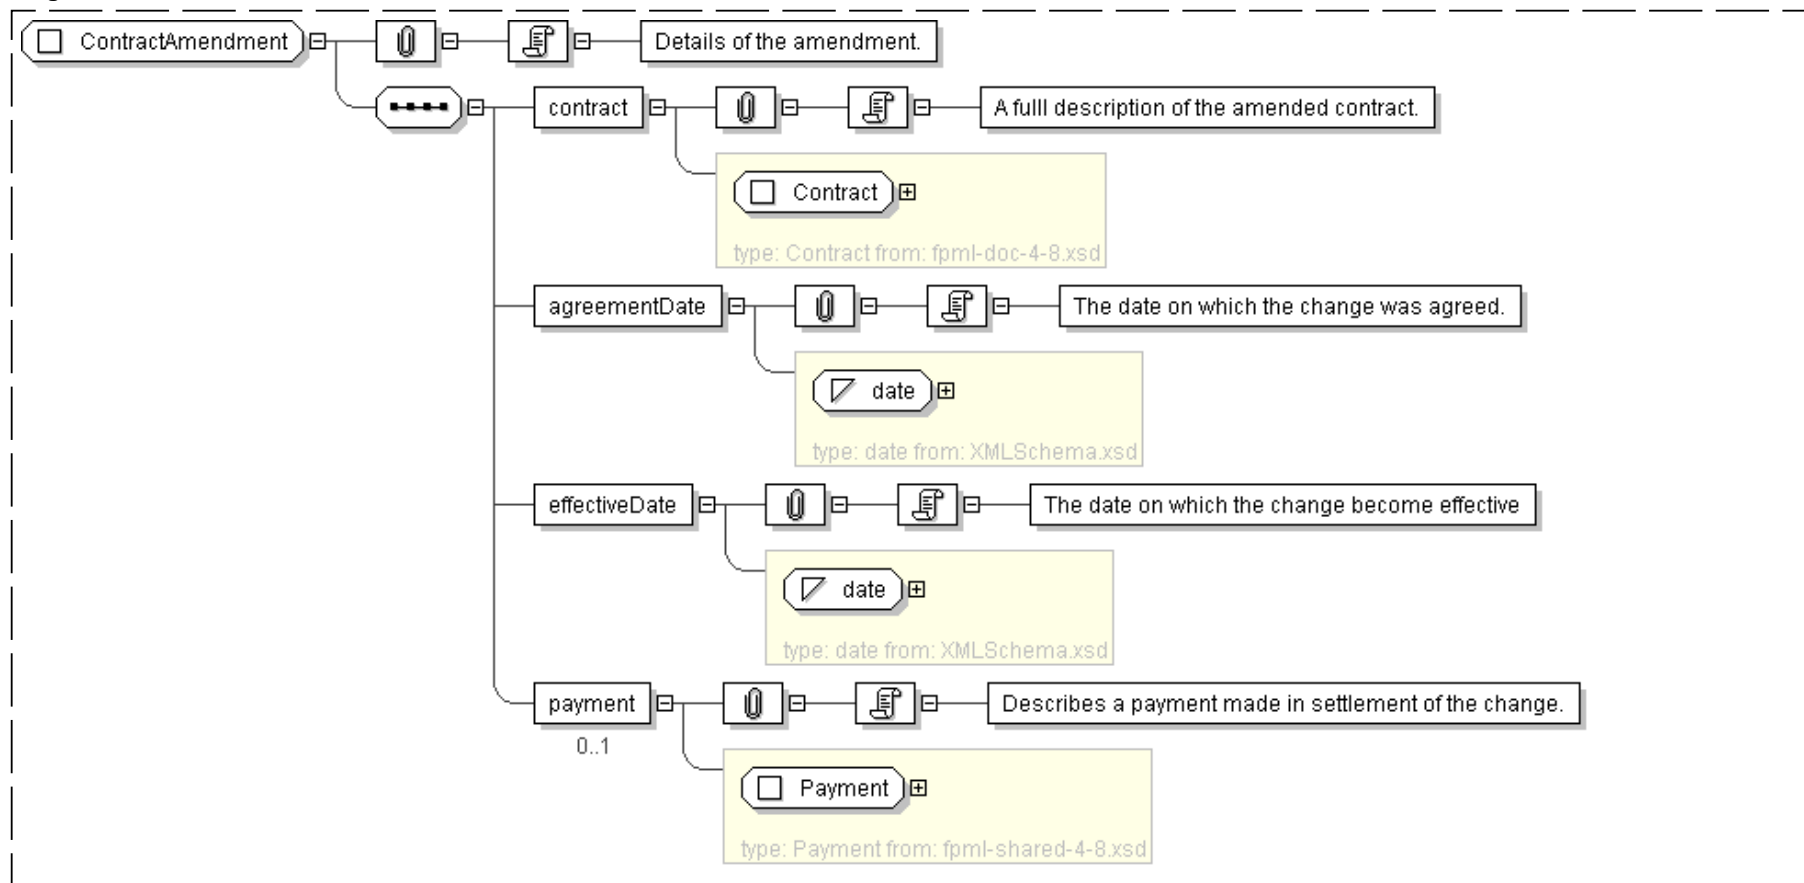 ContractAmendment
Details of the amendment.
contract
A fulll description of the amended contract.
Contract
type: Contract from: fpml-doc-4-8.xsd
agreementDate
The date on which the change was agreed.
date
type: date from: XMLSchema.xsd
effectiveDate
The date on which the change become effective
date
type: date from: XMLSchema.xsd
payment
Describes a payment made in settlement of the change.
0..1
Payment
type: Payment from: fpml-shared-4-8.xsd